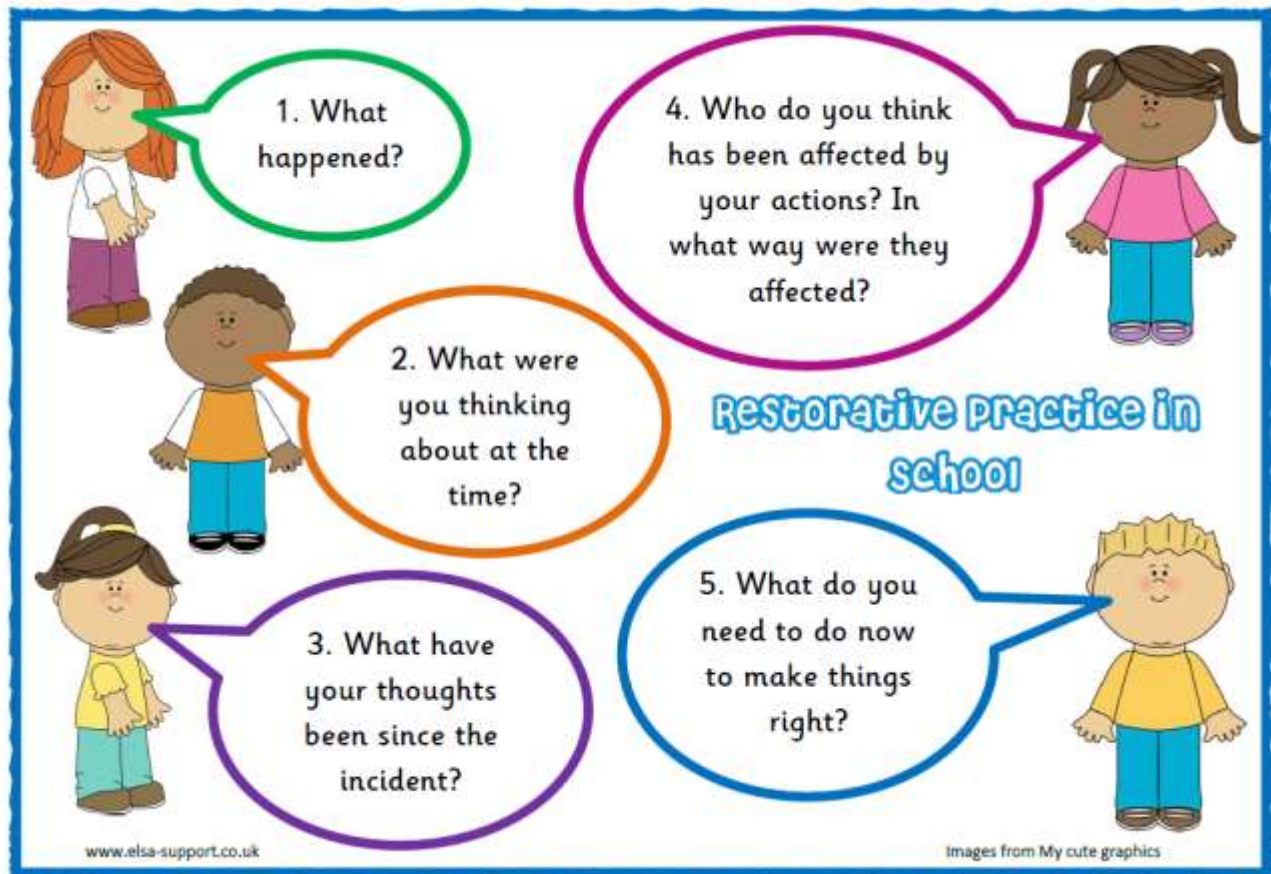 1. What
happened?
2. What were
you thinking
about at the
time?
3. What have
your thoughts
been since the
incident?
4. Who do you think
has been affected by
your actions? In
what way were they
affected?
Restorative practice in
school
5. What do you
need to do now
to make things
right?
www.elsa-support.co.uk
Images from My cute graphics